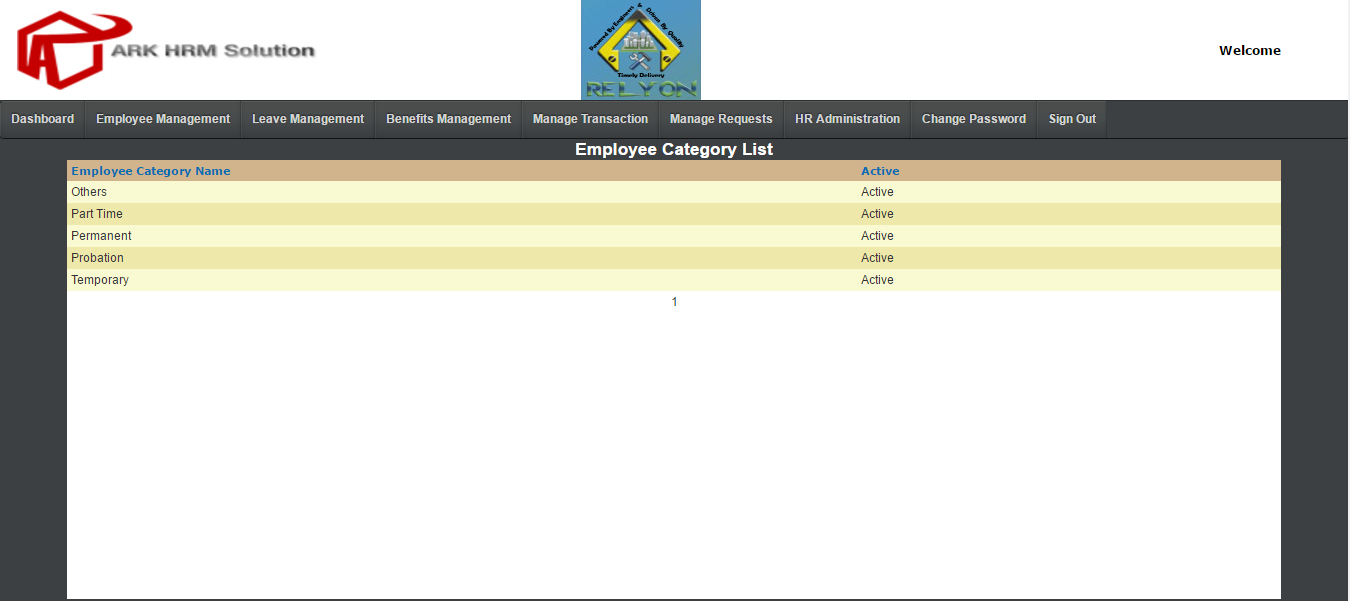 ARK HRM Solution
Powered By Engineers & Driven By Quality
Timely Delivery
RELYON
Welcome
Dashboard Employee Management Leave Management Benefits Management Manage Transaction Manage Requests HR Administration Change Password Sign Out
Employee Category List
Employee Category Name Active
Others Active
Part Time Active
Permanent Active
Probation Active
Temporary Active
1